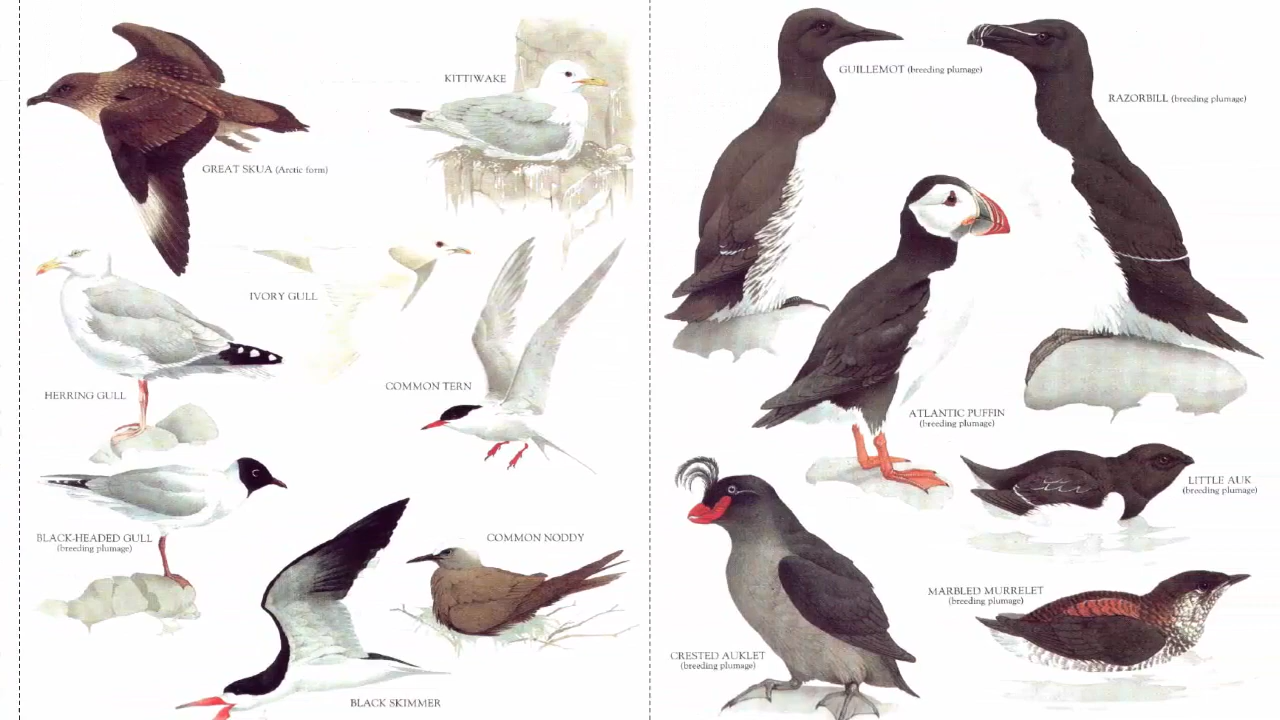 KITTIWAKE
GREAT SKUA (Arctic form)
IVORY GULL
HERRING GULL
COMMON TERN
BLACK-HEADED GULL
(breeding plumage)
COMMON NODDY
BLACK SKIMMER
GUILLEMOT (breeding plumage)
RAZORBILL (breeding plumage)
ATLANTIC PUFFIN
(breeding plumage)
LITTLE AUK
(breeding plumage)
MARBLED MURRELET
(breeding plumage)
CRESTED AUKLET
(breeding plumage)